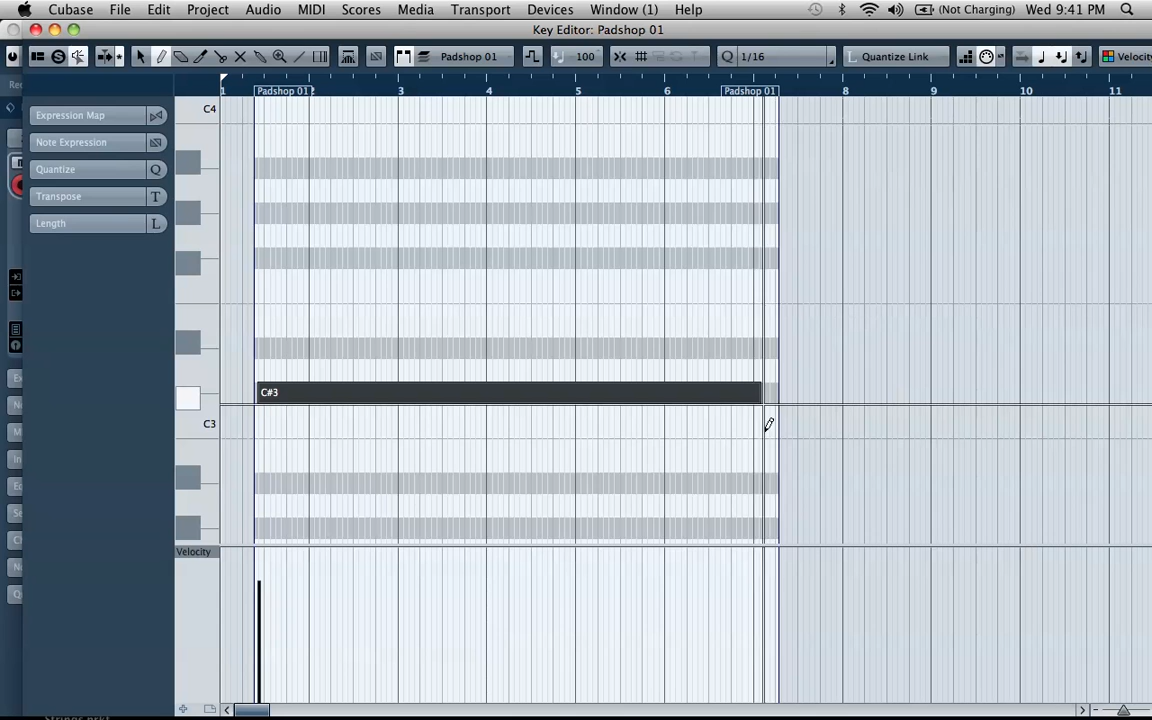 Cubase File Edit Project Audio MIDI Scores Media Transport Devices Window (1) Help (Not Charging) Wed 9:41 PM
Key Editor: Padshop 01
Padshop 01 100 Q 1/16 L Quantize Link Velocity
1 2 3 4 5 6 8 9 10 11
Padshop 01 Padshop 01
C4
Expression Map
Note Expression
Quantize Q
Transpose T
Length L
C#3
C3
Velocity